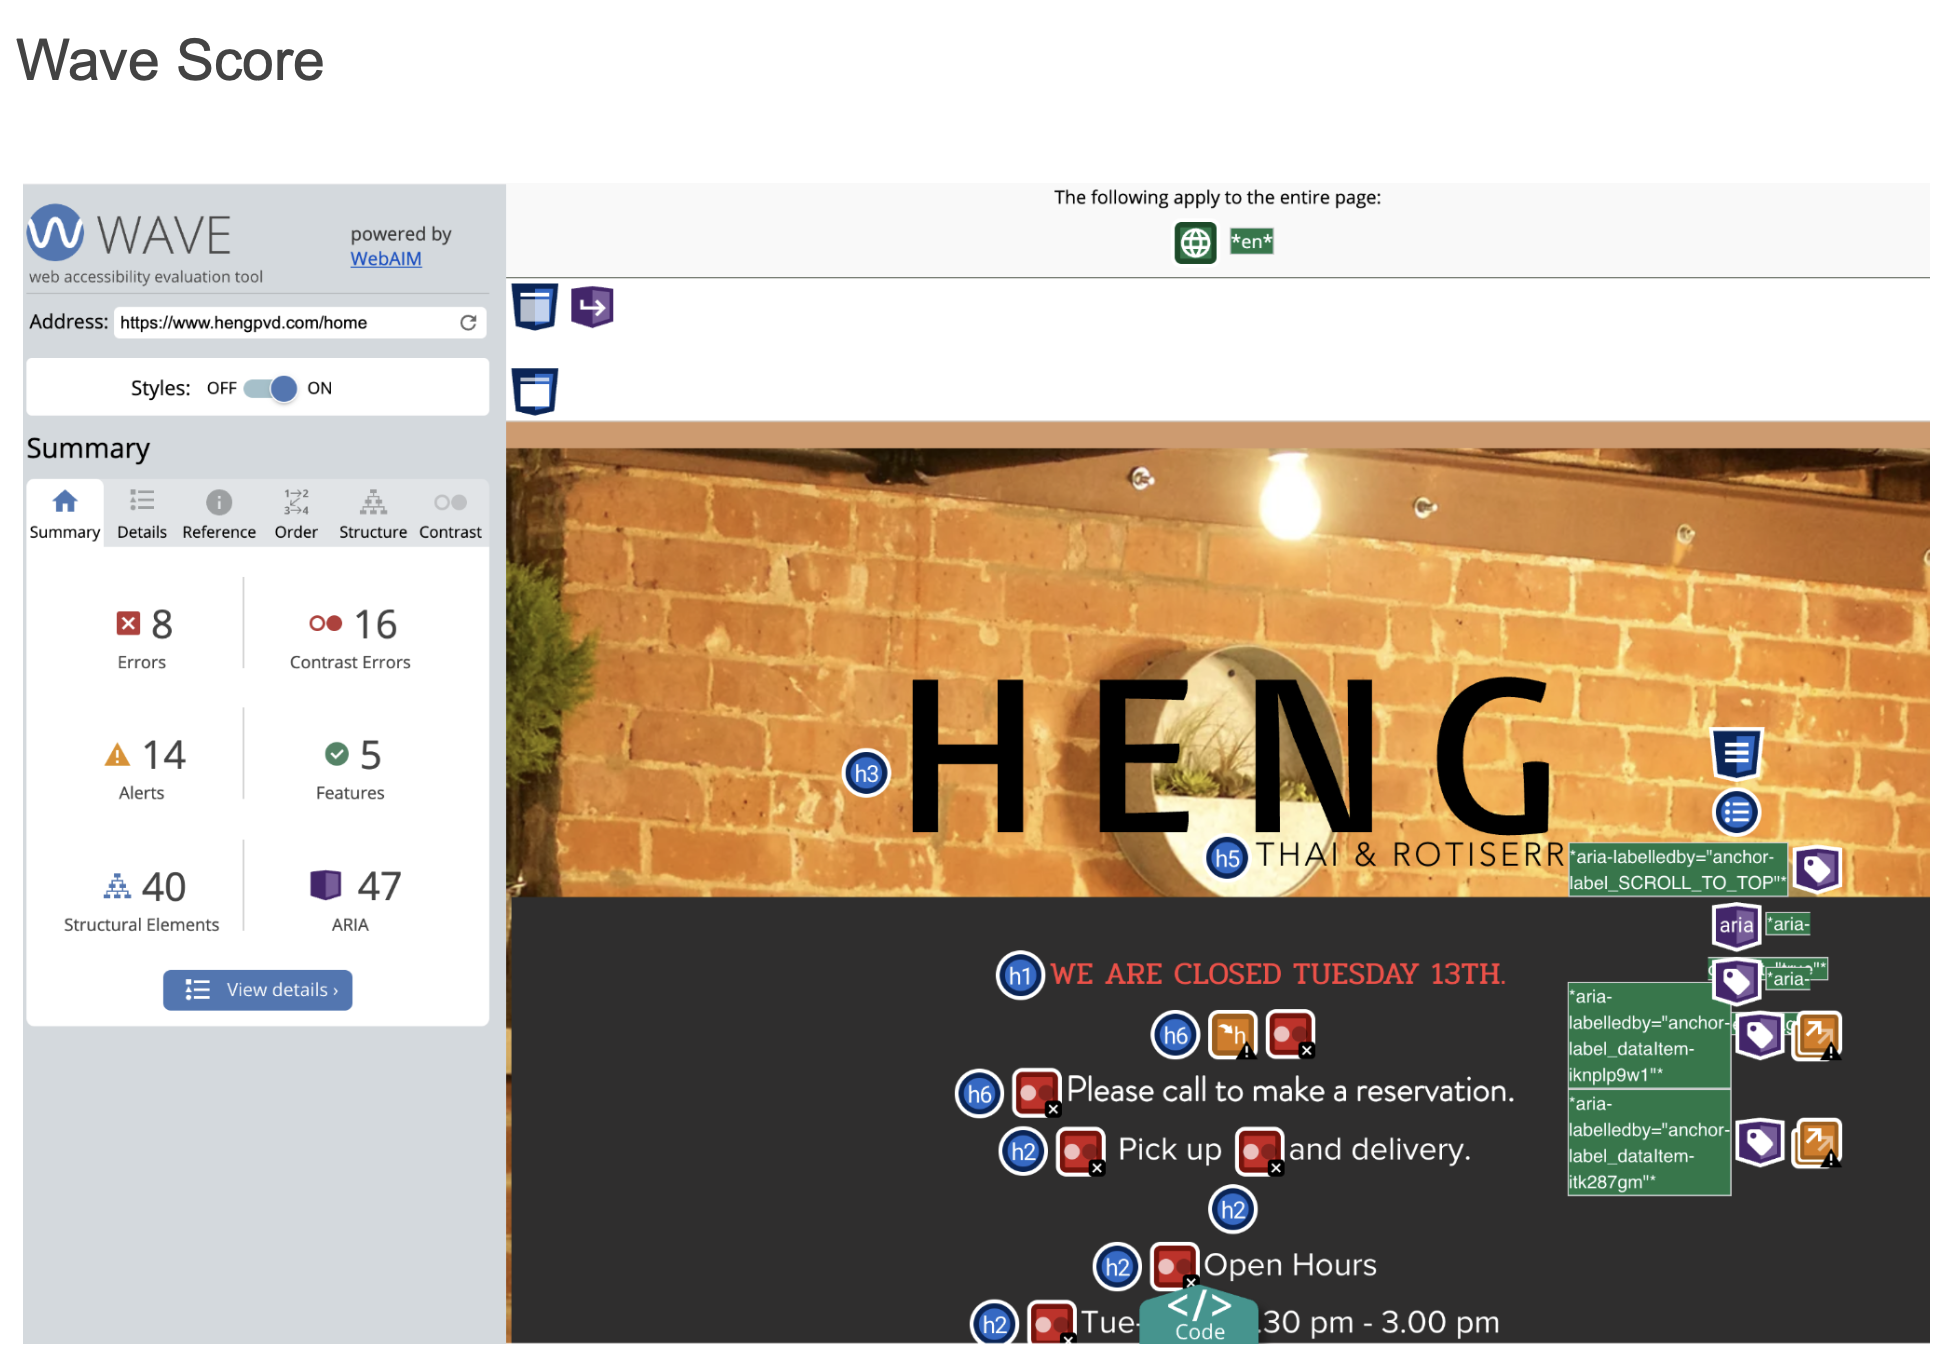 Wave Score
WAVE
web accessibility evaluation tool
powered by
WebAIM
Address: https://www.hengpvd.com/home
Styles: OFF ON
Summary
Summary Details Reference Order Structure Contrast
8
Errors
16
Contrast Errors
14
Alerts
5
Features
40
Structural Elements
47
ARIA
View details ›
The following apply to the entire page:
*en*
h3 HENG
h5 THAI & ROTISERR
*aria-labelledby="anchor-
label_SCROLL_TO_TOP"*
aria *aria-
*aria-
h1 WE ARE CLOSED TUESDAY 13TH.
h6 h
h6 Please call to make a reservation.
h2 Pick up and delivery.
h2
h2 Open Hours
h2 Tue- .30 pm - 3.00 pm
</> Code
*aria-
labelledby="anchor-
label_dataItem-
iknplp9w1"*
*aria-
labelledby="anchor-
label_dataItem-
itk287gm"*